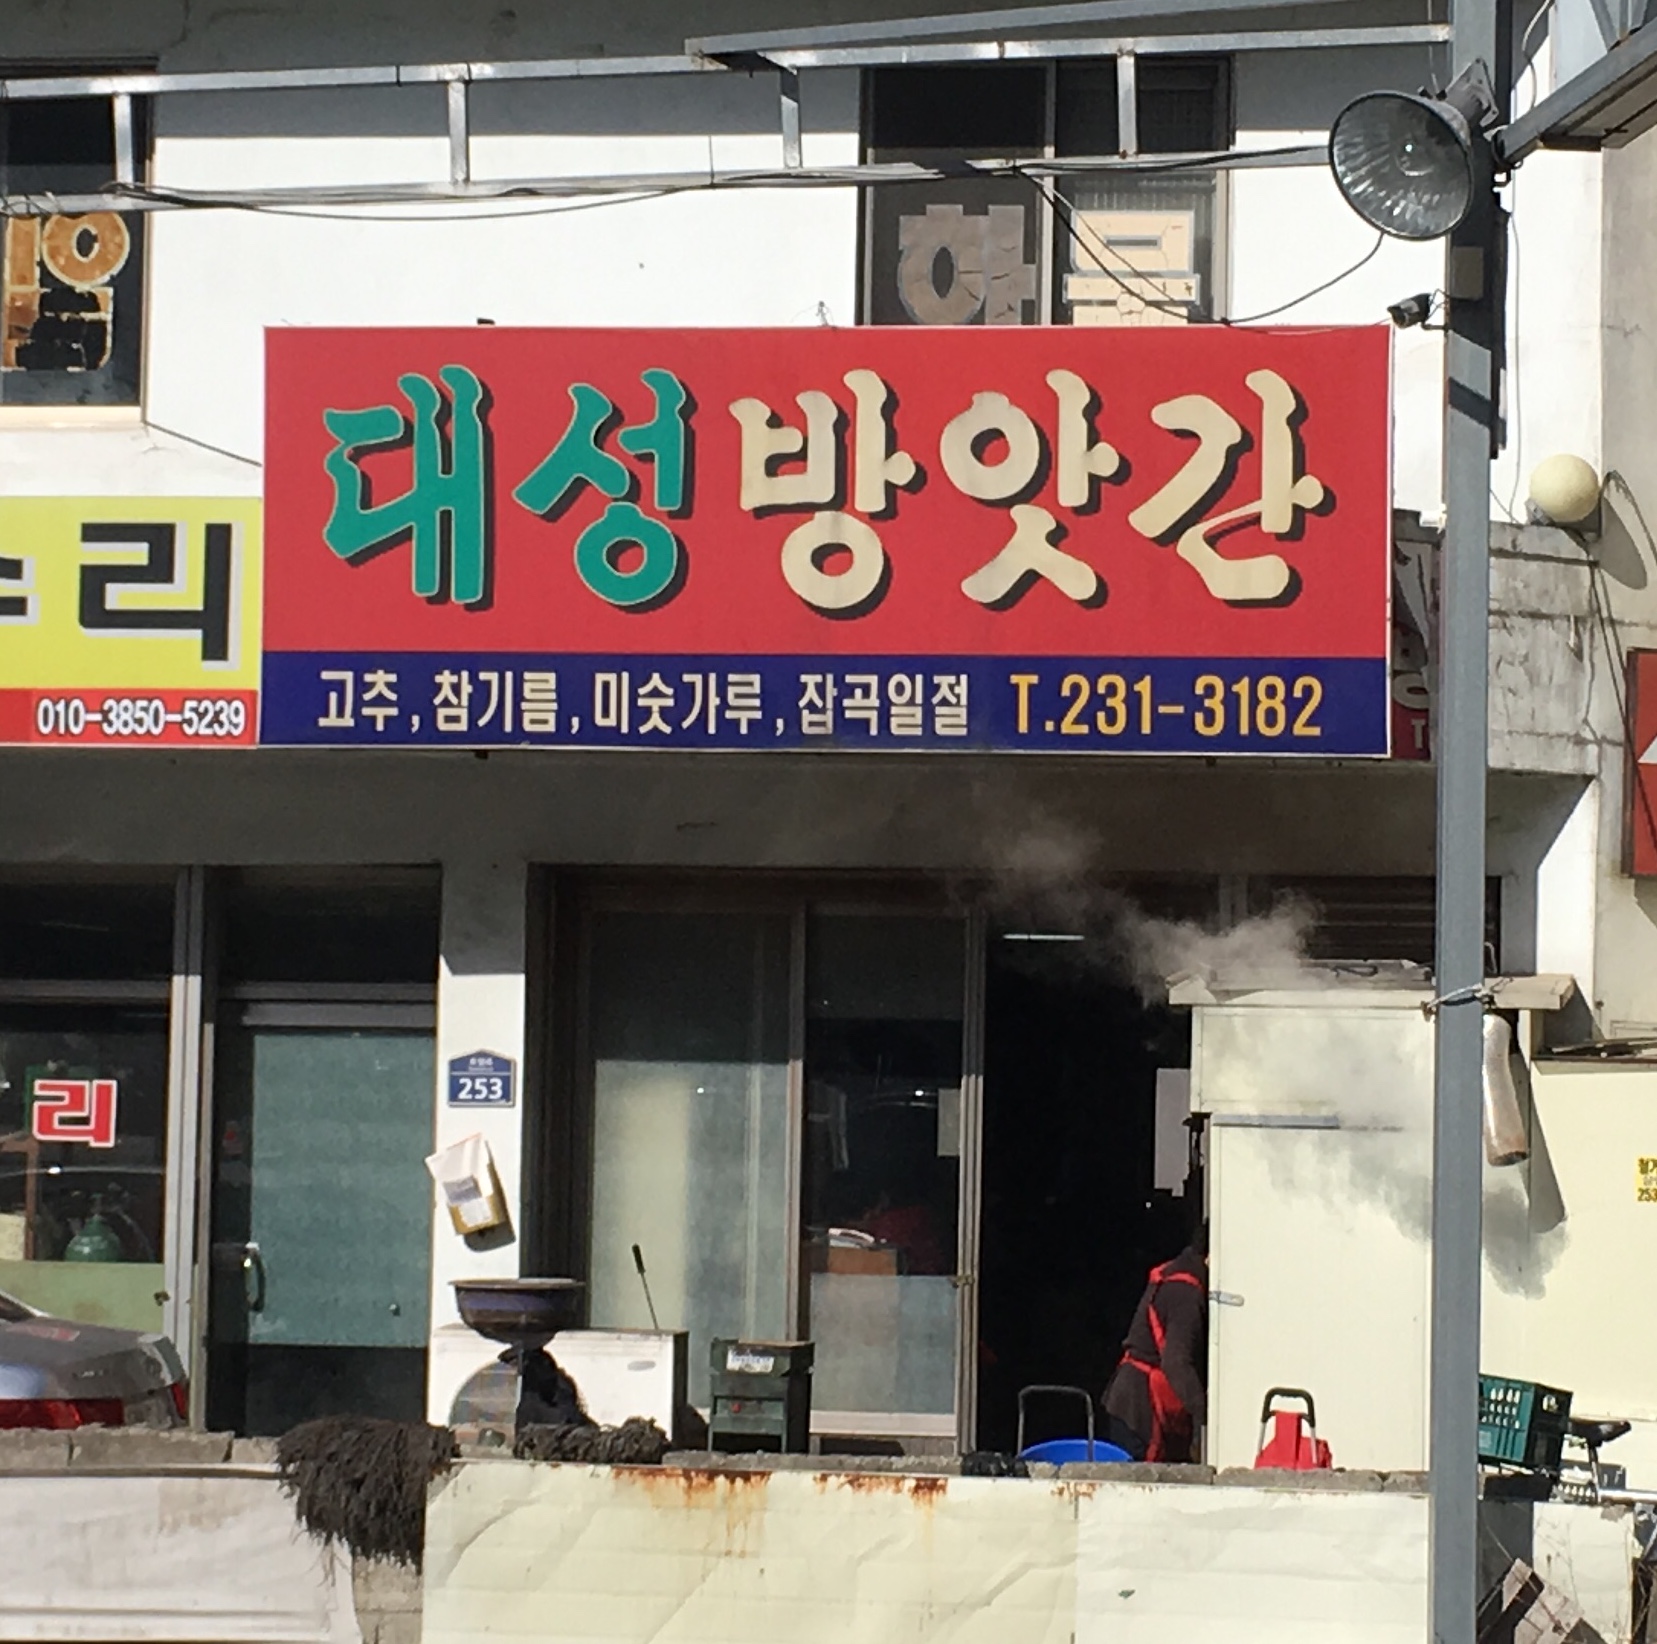 대성방앗간
고추, 참기름, 미숫가루, 잡곡일절 T.231-3182
리
010-3850-5239
리
253